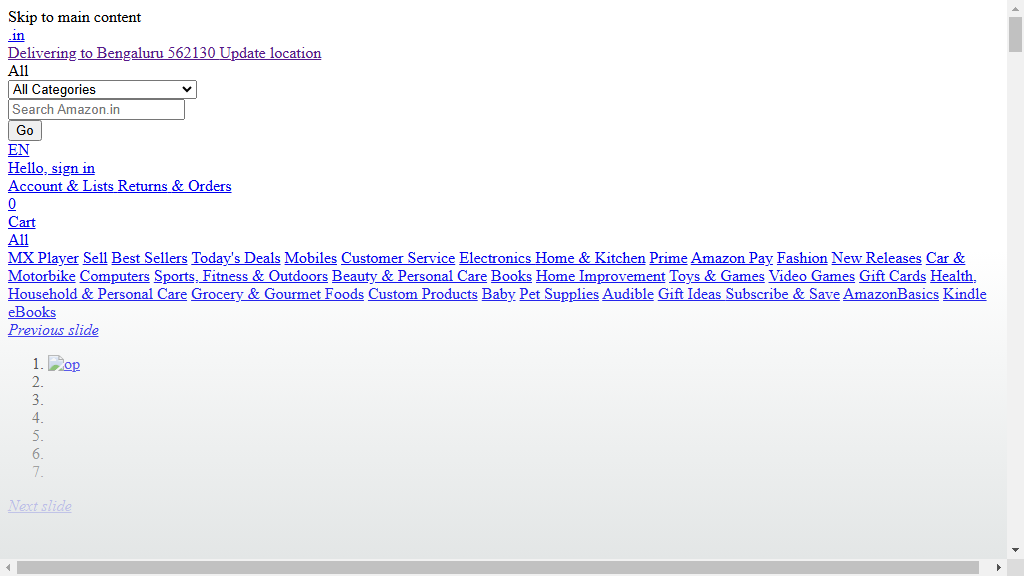 Skip to main content
.in
Delivering to Bengaluru 562130 Update location
All
All Categories
Search Amazon.in
Go
EN
Hello, sign in
Account & Lists Returns & Orders
0
Cart
All
MX Player Sell Best Sellers Today's Deals Mobiles Customer Service Electronics Home & Kitchen Prime Amazon Pay Fashion New Releases Car &
Motorbike Computers Sports, Fitness & Outdoors Beauty & Personal Care Books Home Improvement Toys & Games Video Games Gift Cards Health,
Household & Personal Care Grocery & Gourmet Foods Custom Products Baby Pet Supplies Audible Gift Ideas Subscribe & Save AmazonBasics Kindle
eBooks
Previous slide
1. op
2.
3.
4.
5.
6.
7.
Next slide